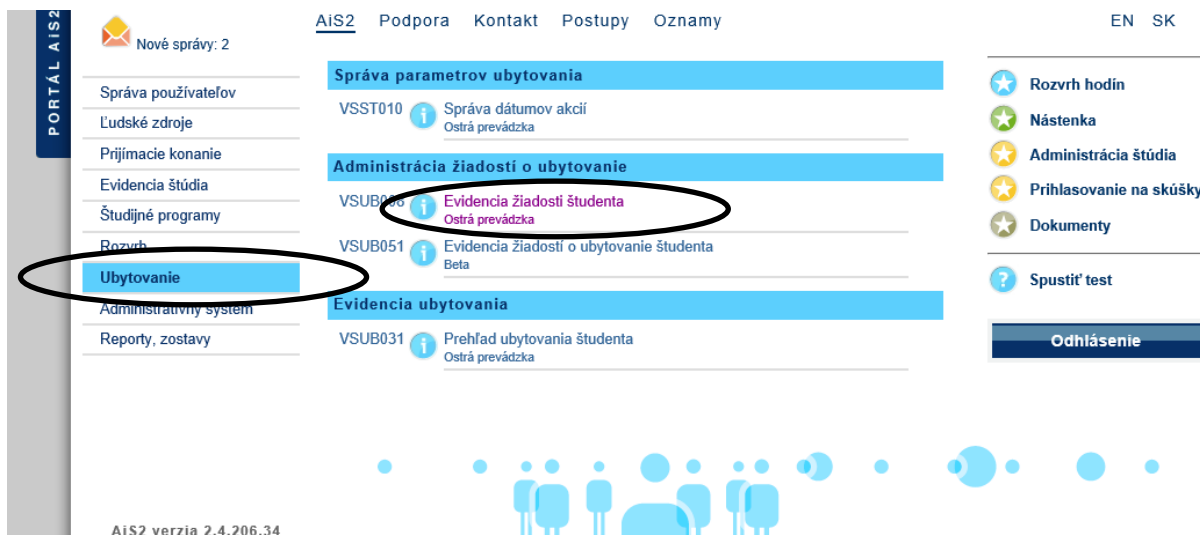 PORTÁL AiS2
Nové správy: 2
AiS2 Podpora Kontakt Postupy Oznamy
EN SK
Správa používateľov
Ľudské zdroje
Prijímacie konanie
Evidencia štúdia
Študijné programy
Rozvrh
Ubytovanie
Administratívny systém
Reporty, zostavy
Správa parametrov ubytovania
VSST010 Správa dátumov akcií
Ostrá prevádzka
Administrácia žiadostí o ubytovanie
Evidencia žiadosti študenta
Ostrá prevádzka
VSUB051 Evidencia žiadostí o ubytovanie študenta
Beta
Evidencia ubytovania
VSUB031 Prehľad ubytovania študenta
Ostrá prevádzka
Rozvrh hodín
Nástenka
Administrácia štúdia
Prihlasovanie na skúšky
Dokumenty
Spustiť test
Odhlásenie
AiS2 verzia 2.4.206.34